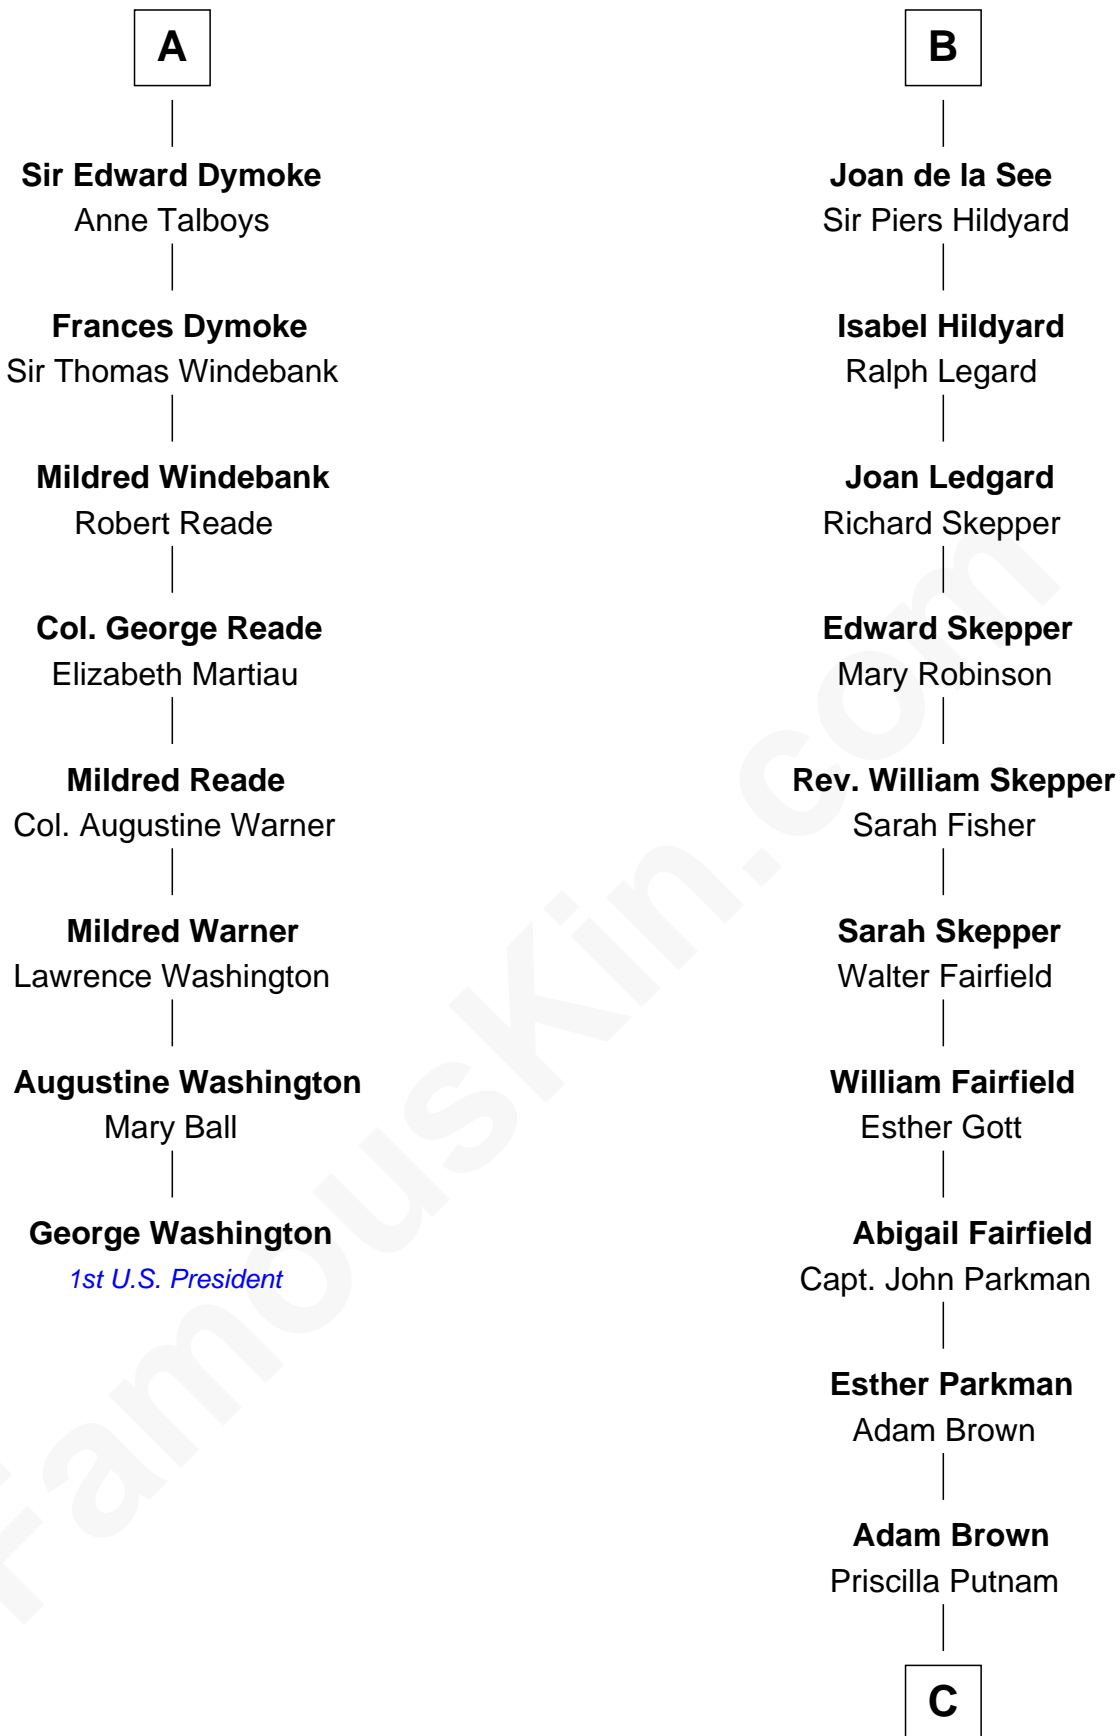 A
Sir Edward Dymoke
Anne Talboys
Frances Dymoke
Sir Thomas Windebank
Mildred Windebank
Robert Reade
Col. George Reade
Elizabeth Martiau
Mildred Reade
Col. Augustine Warner
Mildred Warner
Lawrence Washington
Augustine Washington
Mary Ball
George Washington
1st U.S. President
B
Joan de la See
Sir Piers Hildyard
Isabel Hildyard
Ralph Legard
Joan Ledgard
Richard Skepper
Edward Skepper
Mary Robinson
Rev. William Skepper
Sarah Fisher
Sarah Skepper
Walter Fairfield
William Fairfield
Esther Gott
Abigail Fairfield
Capt. John Parkman
Esther Parkman
Adam Brown
Adam Brown
Priscilla Putnam
C
FamousKin.com